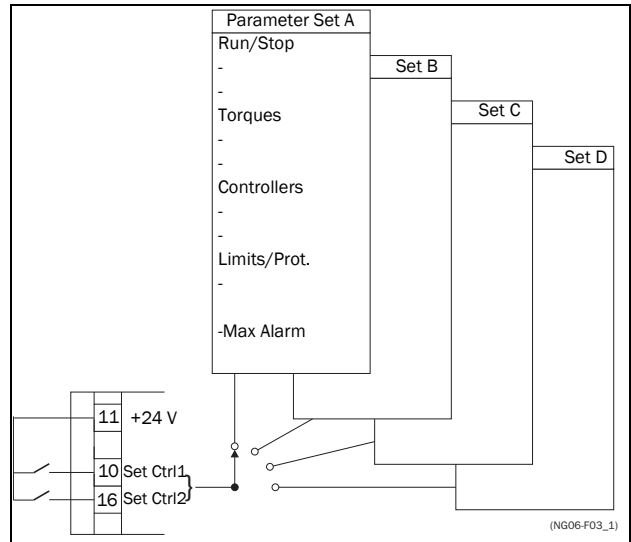 Parameter Set A
Run/Stop
-
-
Torques
-
-
Controllers
-
-
Limits/Prot.
-
-Max Alarm
Set B
Set C
Set D
11 +24 V
10 Set Ctrl1
16 Set Ctrl2
}
(NG06-F03_1)